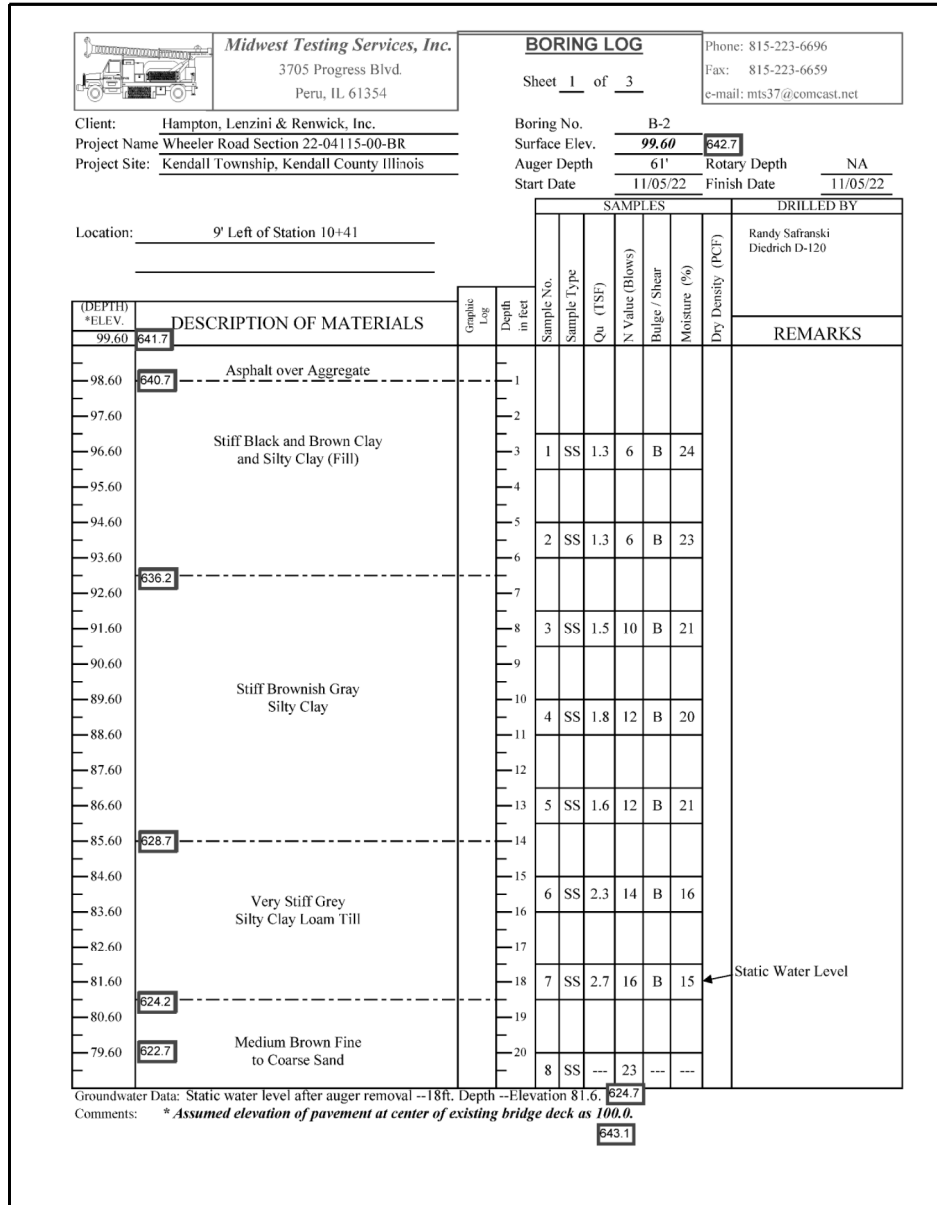 Midwest Testing Services, Inc.
3705 Progress Blvd.
Peru, IL 61354
BORING LOG
Sheet 1 of 3
Phone: 815-223-6696
Fax: 815-223-6659
e-mail: mts37@comcast.net
Client: Hampton, Lenzini & Renwick, Inc.
Project Name Wheeler Road Section 22-04115-00-BR
Project Site: Kendall Township, Kendall County Illinois
Boring No. B-2
Surface Elev. 99.60 642.7
Auger Depth 61' Rotary Depth NA
Start Date 11/05/22 Finish Date 11/05/22
Location: 9' Left of Station 10+41
SAMPLES
DRILLED BY
Randy Safranski
Diedrich D-120
(DEPTH)
*ELEV.
99.60 641.7
DESCRIPTION OF MATERIALS
Graphic
Log
Depth
in feet
Sample No.
Sample Type
Qu (TSF)
N Value (Blows)
Bulge / Shear
Moisture (%)
Dry Density (PCF)
REMARKS
Asphalt over Aggregate
98.60 640.7 1
97.60 2
Stiff Black and Brown Clay
and Silty Clay (Fill)
96.60 3 1 SS 1.3 6 B 24
95.60 4
94.60 5
2 SS 1.3 6 B 23
93.60 6
636.2
92.60 7
91.60 8 3 SS 1.5 10 B 21
90.60 9
Stiff Brownish Gray
Silty Clay
89.60 10
4 SS 1.8 12 B 20
88.60 11
87.60 12
86.60 13 5 SS 1.6 12 B 21
85.60 628.7 14
84.60 15
6 SS 2.3 14 B 16
Very Stiff Grey
Silty Clay Loam Till
83.60 16
82.60 17
81.60 18 7 SS 2.7 16 B 15 Static Water Level
624.2
80.60 19
Medium Brown Fine
to Coarse Sand
79.60 622.7 20
8 SS --- 23 --- ---
Groundwater Data: Static water level after auger removal --18ft. Depth --Elevation 81.6. 624.7
Comments: * Assumed elevation of pavement at center of existing bridge deck as 100.0.
643.1